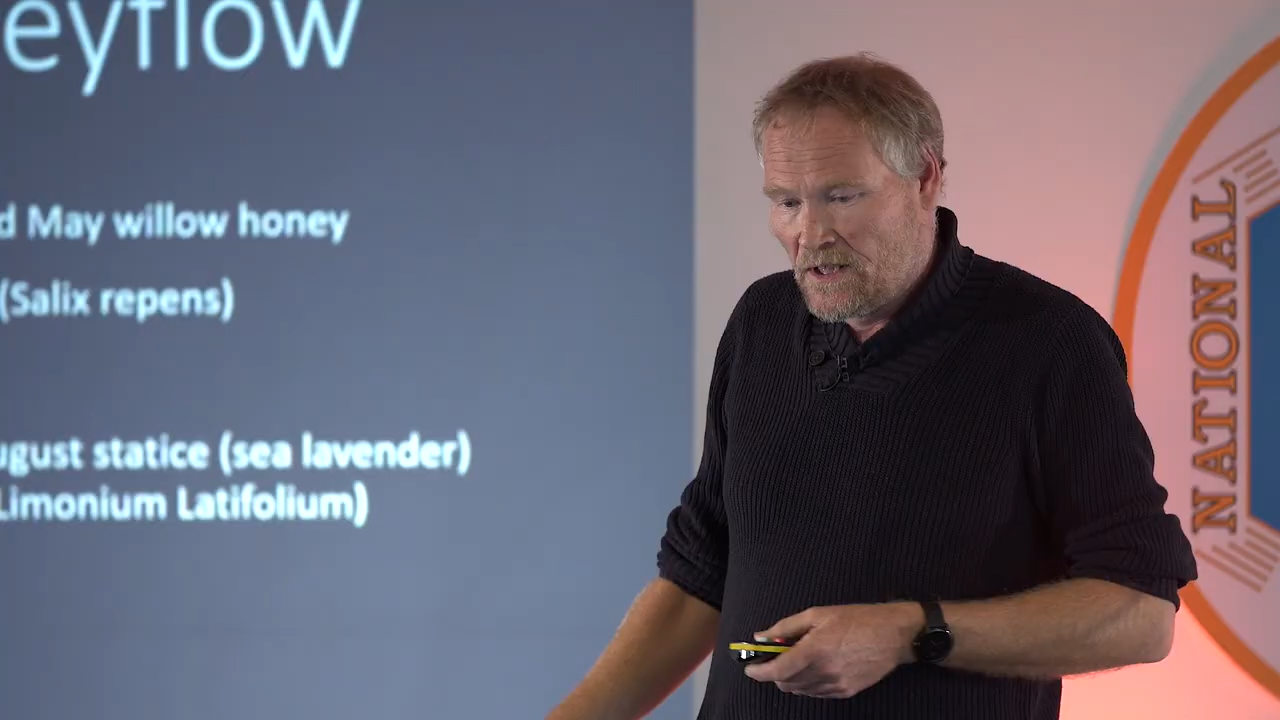 eyflow
d May willow honey
(Salix repens)
ugust statice (sea lavender)
Limonium Latifolium)
NATIONAL